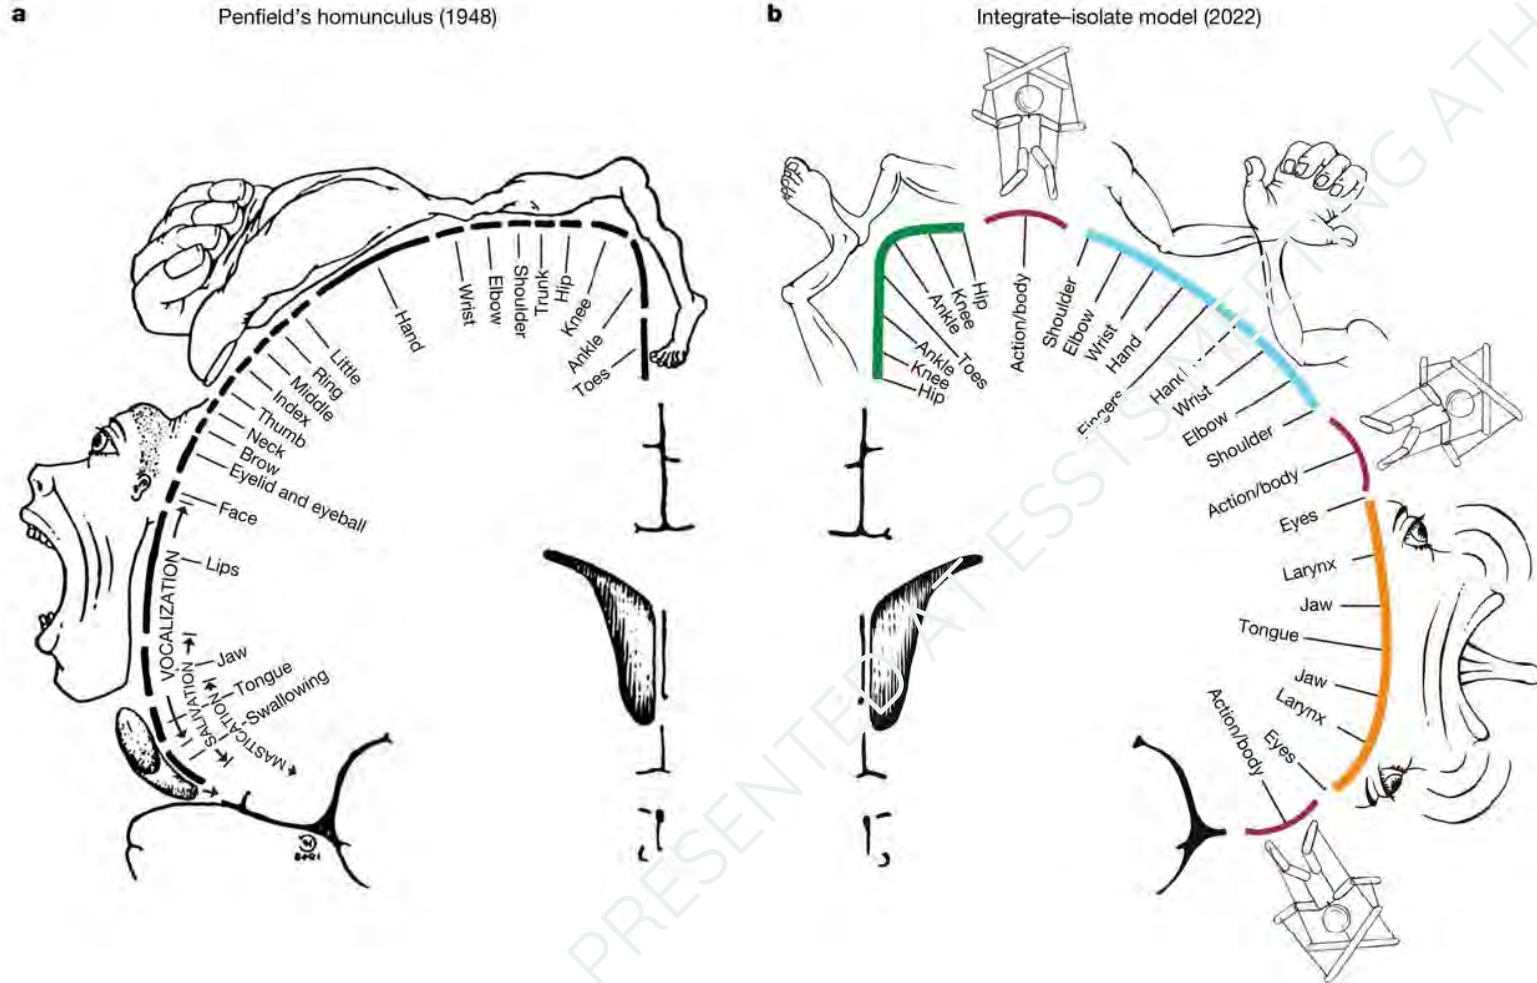 a
Penfield's homunculus (1948)
Hand
Wrist
Elbow
Shoulder
Trunk
Hip
Knee
Ankle
Toes
Little
Ring
Middle
Index
Thumb
Neck
Brow
Eyelid and eyeball
Face
Lips
VOCALIZATION
Jaw
Tongue
Swallowing
SALIVATION
MASTICATION
b
Integrate–isolate model (2022)
Hip
Knee
Ankle
Toes
Ankle
Knee
Hip
Action/body
Shoulder
Elbow
Wrist
Hand
Fingers
Hand
Wrist
Elbow
Shoulder
Action/body
Eyes
Larynx
Jaw
Tongue
Jaw
Larynx
Eyes
Action/body